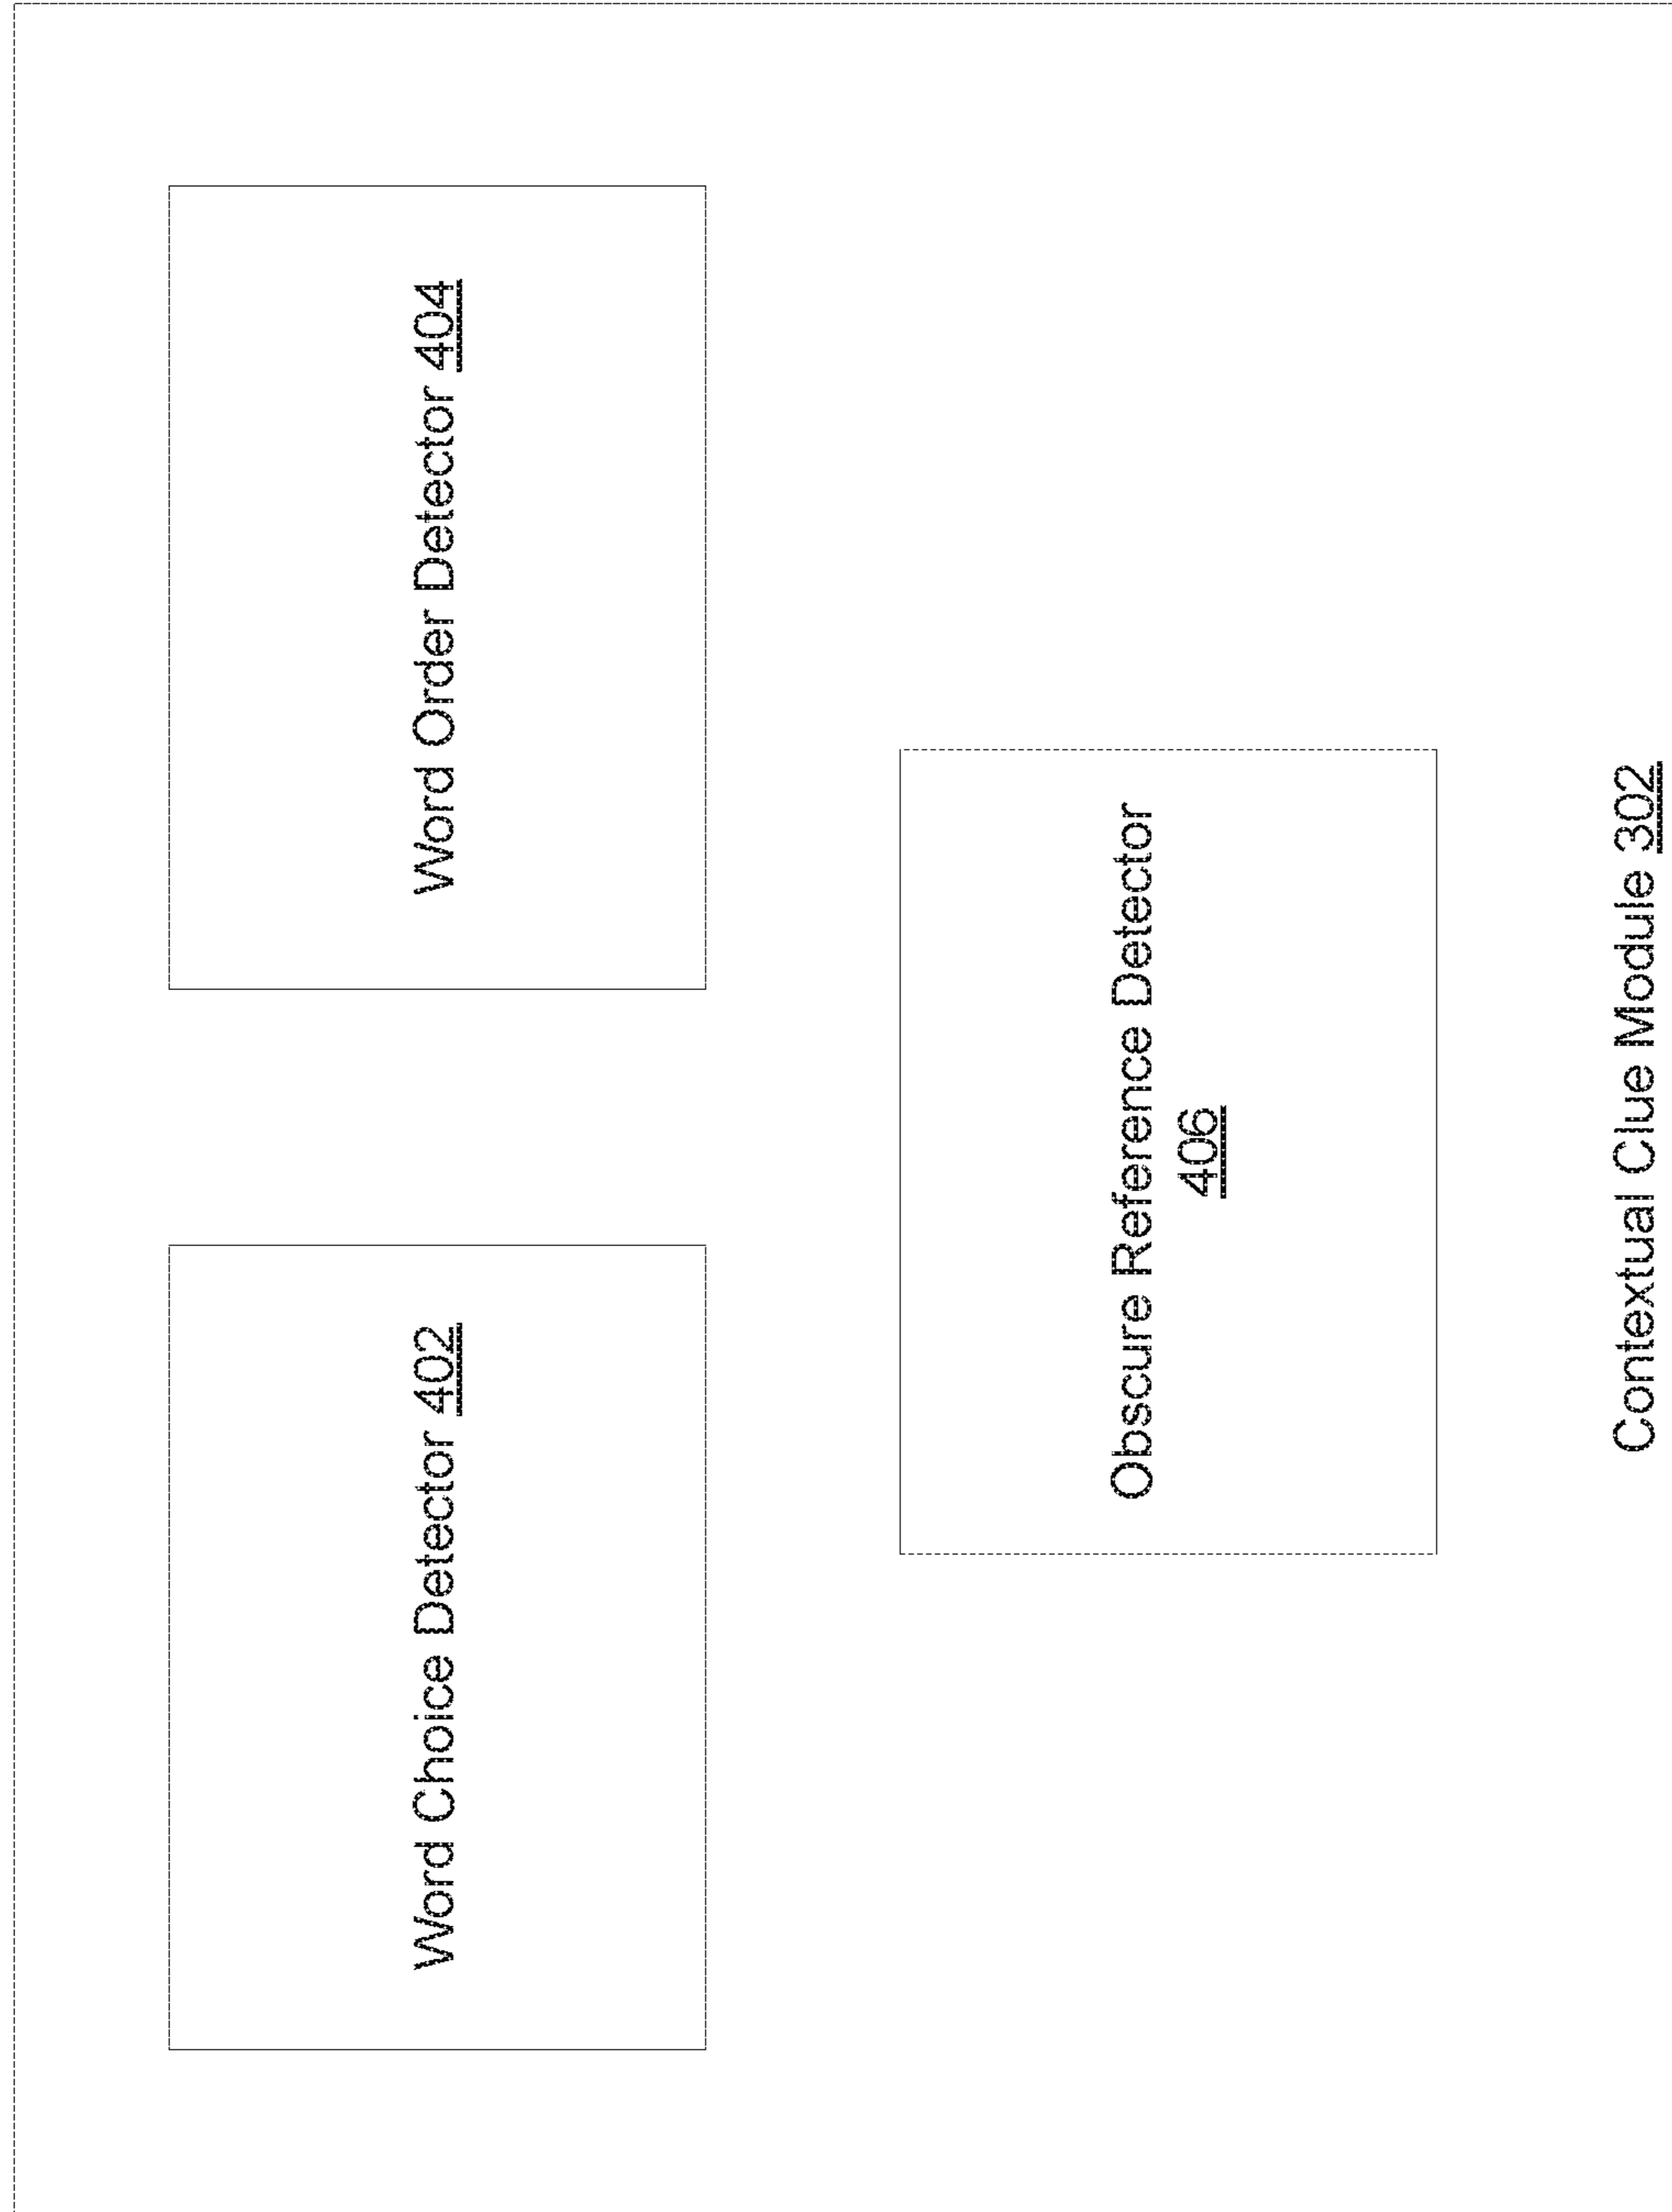 Word Choice Detector 402
Word Order Detector 404
Obscure Reference Detector
406
Contextual Clue Module 302